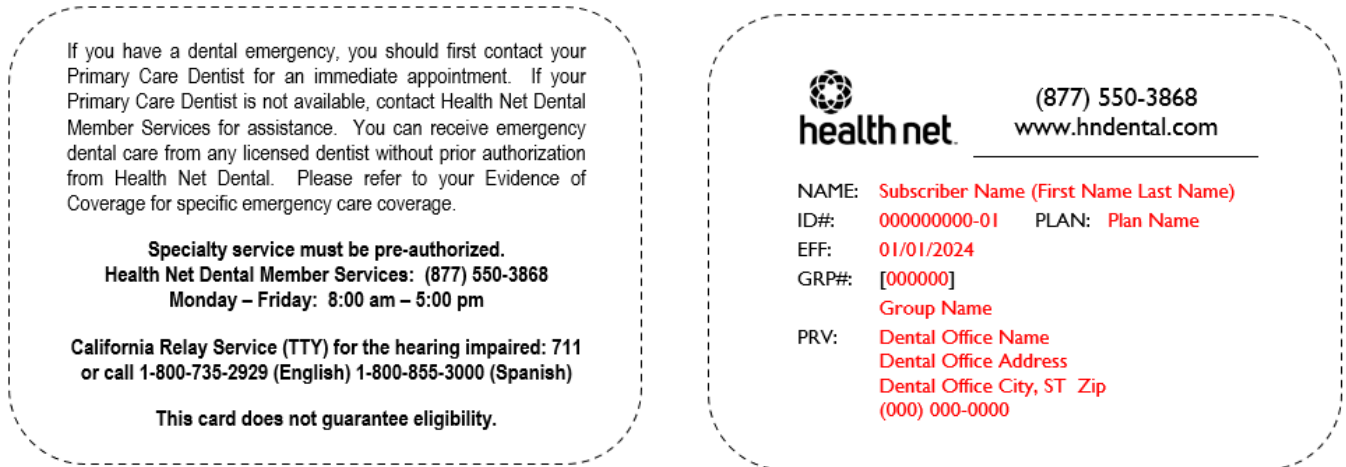 If you have a dental emergency, you should first contact your
Primary Care Dentist for an immediate appointment. If your
Primary Care Dentist is not available, contact Health Net Dental
Member Services for assistance. You can receive emergency
dental care from any licensed dentist without prior authorization
from Health Net Dental. Please refer to your Evidence of
Coverage for specific emergency care coverage.
Specialty service must be pre-authorized.
Health Net Dental Member Services: (877) 550-3868
Monday – Friday: 8:00 am – 5:00 pm
California Relay Service (TTY) for the hearing impaired: 711
or call 1-800-735-2929 (English) 1-800-855-3000 (Spanish)
This card does not guarantee eligibility.
health net.
(877) 550-3868
www.hndental.com
NAME: Subscriber Name (First Name Last Name)
ID#: 000000000-01 PLAN: Plan Name
EFF: 01/01/2024
GRP#: [000000]
Group Name
PRV: Dental Office Name
Dental Office Address
Dental Office City, ST Zip
(000) 000-0000